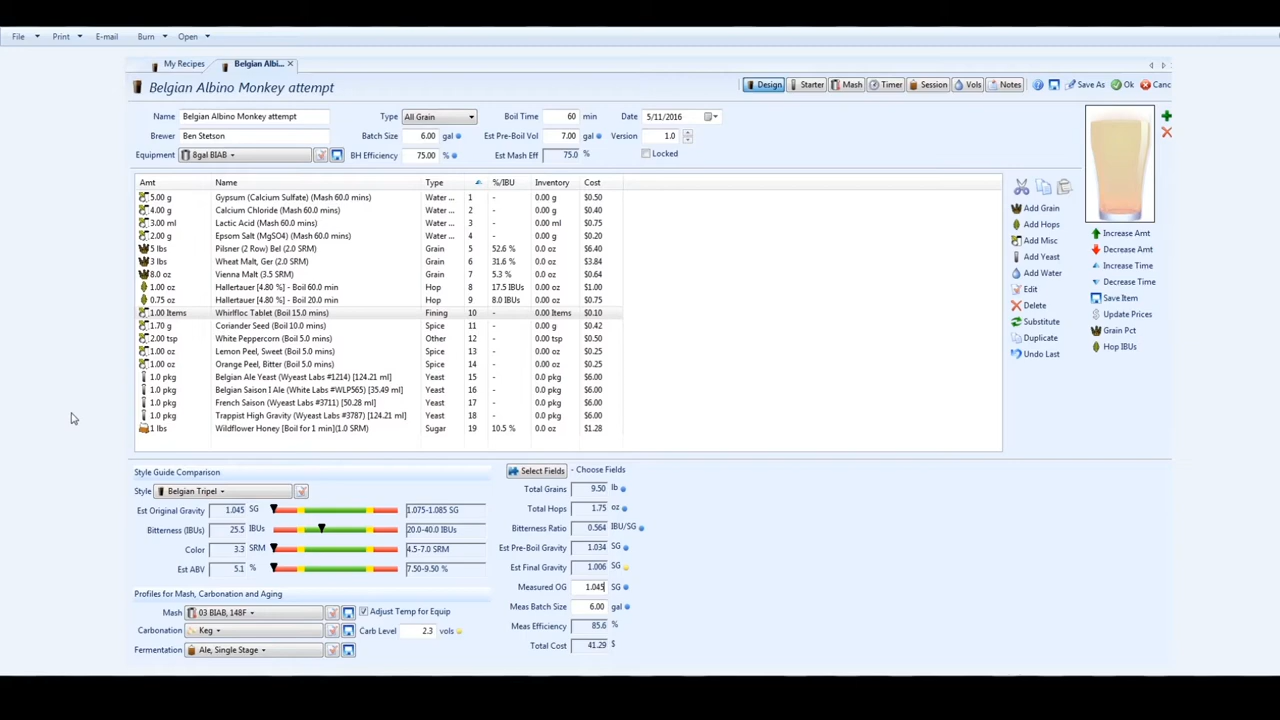 File Print E-mail Burn Open
My Recipes Belgian Albi...
Belgian Albino Monkey attempt Design Starter Mash Timer Session Vols Notes Save As Ok Canc
Name Belgian Albino Monkey attempt Type All Grain Boil Time 60 min Date 5/11/2016
Brewer Ben Stetson Batch Size 6.00 gal Est Pre-Boil Vol 7.00 gal Version 1.0
Equipment 8gal BIAB BH Efficiency 75.00 % Est Mash Eff 75.0 % Locked
Amt Name Type %/IBU Inventory Cost
5.00 g Gypsum (Calcium Sulfate) (Mash 60.0 mins) Water ... 1 - 0.00 g $0.50
4.00 g Calcium Chloride (Mash 60.0 mins) Water ... 2 - 0.00 g $0.40
3.00 ml Lactic Acid (Mash 60.0 mins) Water ... 3 - 0.00 ml $0.75
2.00 g Epsom Salt (MgSO4) (Mash 60.0 mins) Water ... 4 - 0.00 g $0.20
5 lbs Pilsner (2 Row) Bel (2.0 SRM) Grain 5 52.6 % 0.0 oz $6.40
3 lbs Wheat Malt, Ger (2.0 SRM) Grain 6 31.6 % 0.0 oz $3.84
8.0 oz Vienna Malt (3.5 SRM) Grain 7 5.3 % 0.0 oz $0.64
1.00 oz Hallertauer [4.80 %] - Boil 60.0 min Hop 8 17.5 IBUs 0.00 oz $1.00
0.75 oz Hallertauer [4.80 %] - Boil 20.0 min Hop 9 8.0 IBUs 0.00 oz $0.75
1.00 Items Whirlfloc Tablet (Boil 15.0 mins) Fining 10 - 0.00 Items $0.10
1.70 g Coriander Seed (Boil 10.0 mins) Spice 11 - 0.00 g $0.42
2.00 tsp White Peppercorn (Boil 5.0 mins) Other 12 - 0.00 tsp $0.50
1.00 oz Lemon Peel, Sweet (Boil 5.0 mins) Spice 13 - 0.00 oz $0.25
1.00 oz Orange Peel, Bitter (Boil 5.0 mins) Spice 14 - 0.00 oz $0.25
1.0 pkg Belgian Ale Yeast (Wyeast Labs #1214) [124.21 ml] Yeast 15 - 0.0 pkg $6.00
1.0 pkg Belgian Saison I Ale (White Labs #WLP565) [35.49 ml] Yeast 16 - 0.0 pkg $6.00
1.0 pkg French Saison (Wyeast Labs #3711) [50.28 ml] Yeast 17 - 0.0 pkg $6.00
1.0 pkg Trappist High Gravity (Wyeast Labs #3787) [124.21 ml] Yeast 18 - 0.0 pkg $6.00
1 lbs Wildflower Honey [Boil for 1 min](1.0 SRM) Sugar 19 10.5 % 0.0 oz $1.28
Add Grain
Add Hops
Add Misc
Add Yeast
Add Water
Edit
Delete
Substitute
Duplicate
Undo Last
Increase Amt
Decrease Amt
Increase Time
Decrease Time
Save Item
Update Prices
Grain Pct
Hop IBUs
Style Guide Comparison
Style Belgian Tripel
Est Original Gravity 1.045 SG 1.075-1.085 SG
Bitterness (IBUs) 25.5 IBUs 20.0-40.0 IBUs
Color 3.3 SRM 4.5-7.0 SRM
Est ABV 5.1 % 7.50-9.50 %
Profiles for Mash, Carbonation and Aging
Mash 03 BIAB, 148F Adjust Temp for Equip
Carbonation Keg Carb Level 2.3 vols
Fermentation Ale, Single Stage
Select Fields - Choose Fields
Total Grains 9.50 lb
Total Hops 1.75 oz
Bitterness Ratio 0.564 IBU/SG
Est Pre-Boil Gravity 1.034 SG
Est Final Gravity 1.006 SG
Measured OG 1.045 SG
Meas Batch Size 6.00 gal
Meas Efficiency 85.6 %
Total Cost 41.29 $